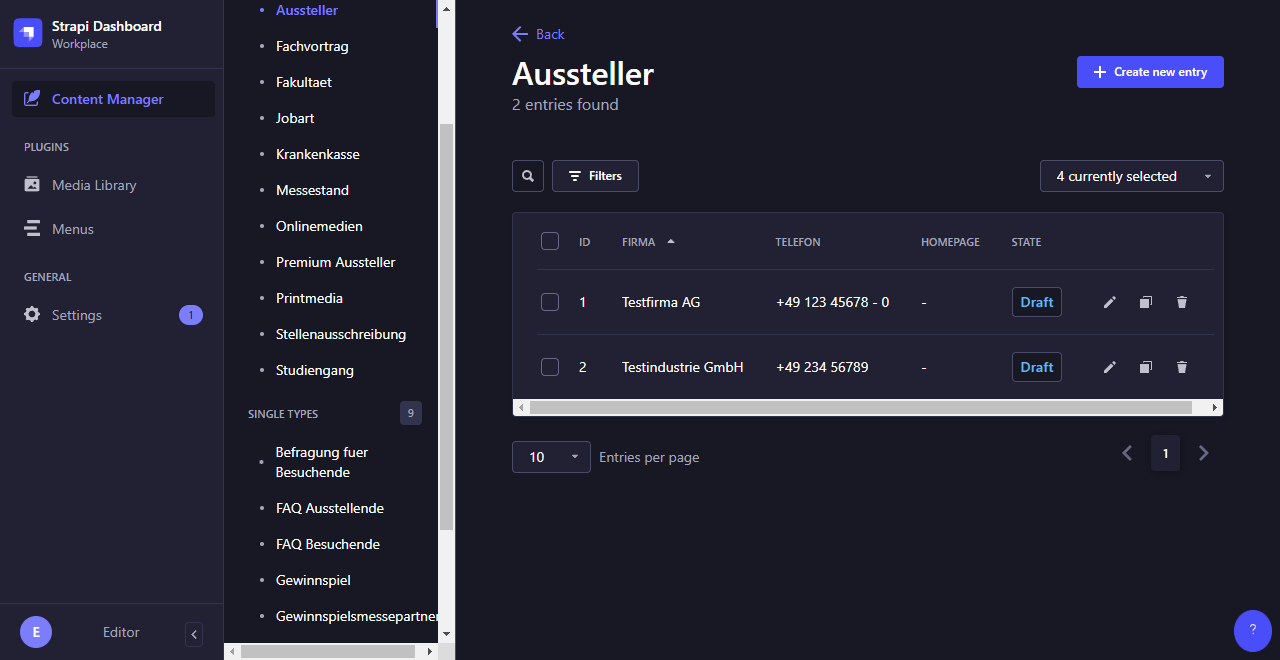 Strapi Dashboard
Workplace
Content Manager
PLUGINS
Media Library
Menus
GENERAL
Settings 1
E Editor
Aussteller
Fachvortrag
Fakultaet
Jobart
Krankenkasse
Messestand
Onlinemedien
Premium Aussteller
Printmedia
Stellenausschreibung
Studiengang
SINGLE TYPES 9
Befragung fuer
Besuchende
FAQ Ausstellende
FAQ Besuchende
Gewinnspiel
Gewinnspielsmessepartner
Back
Aussteller
Create new entry
2 entries found
Filters
4 currently selected
ID FIRMA TELEFON HOMEPAGE STATE
1 Testfirma AG +49 123 45678 - 0 - Draft
2 Testindustrie GmbH +49 234 56789 - Draft
10 Entries per page 1
?